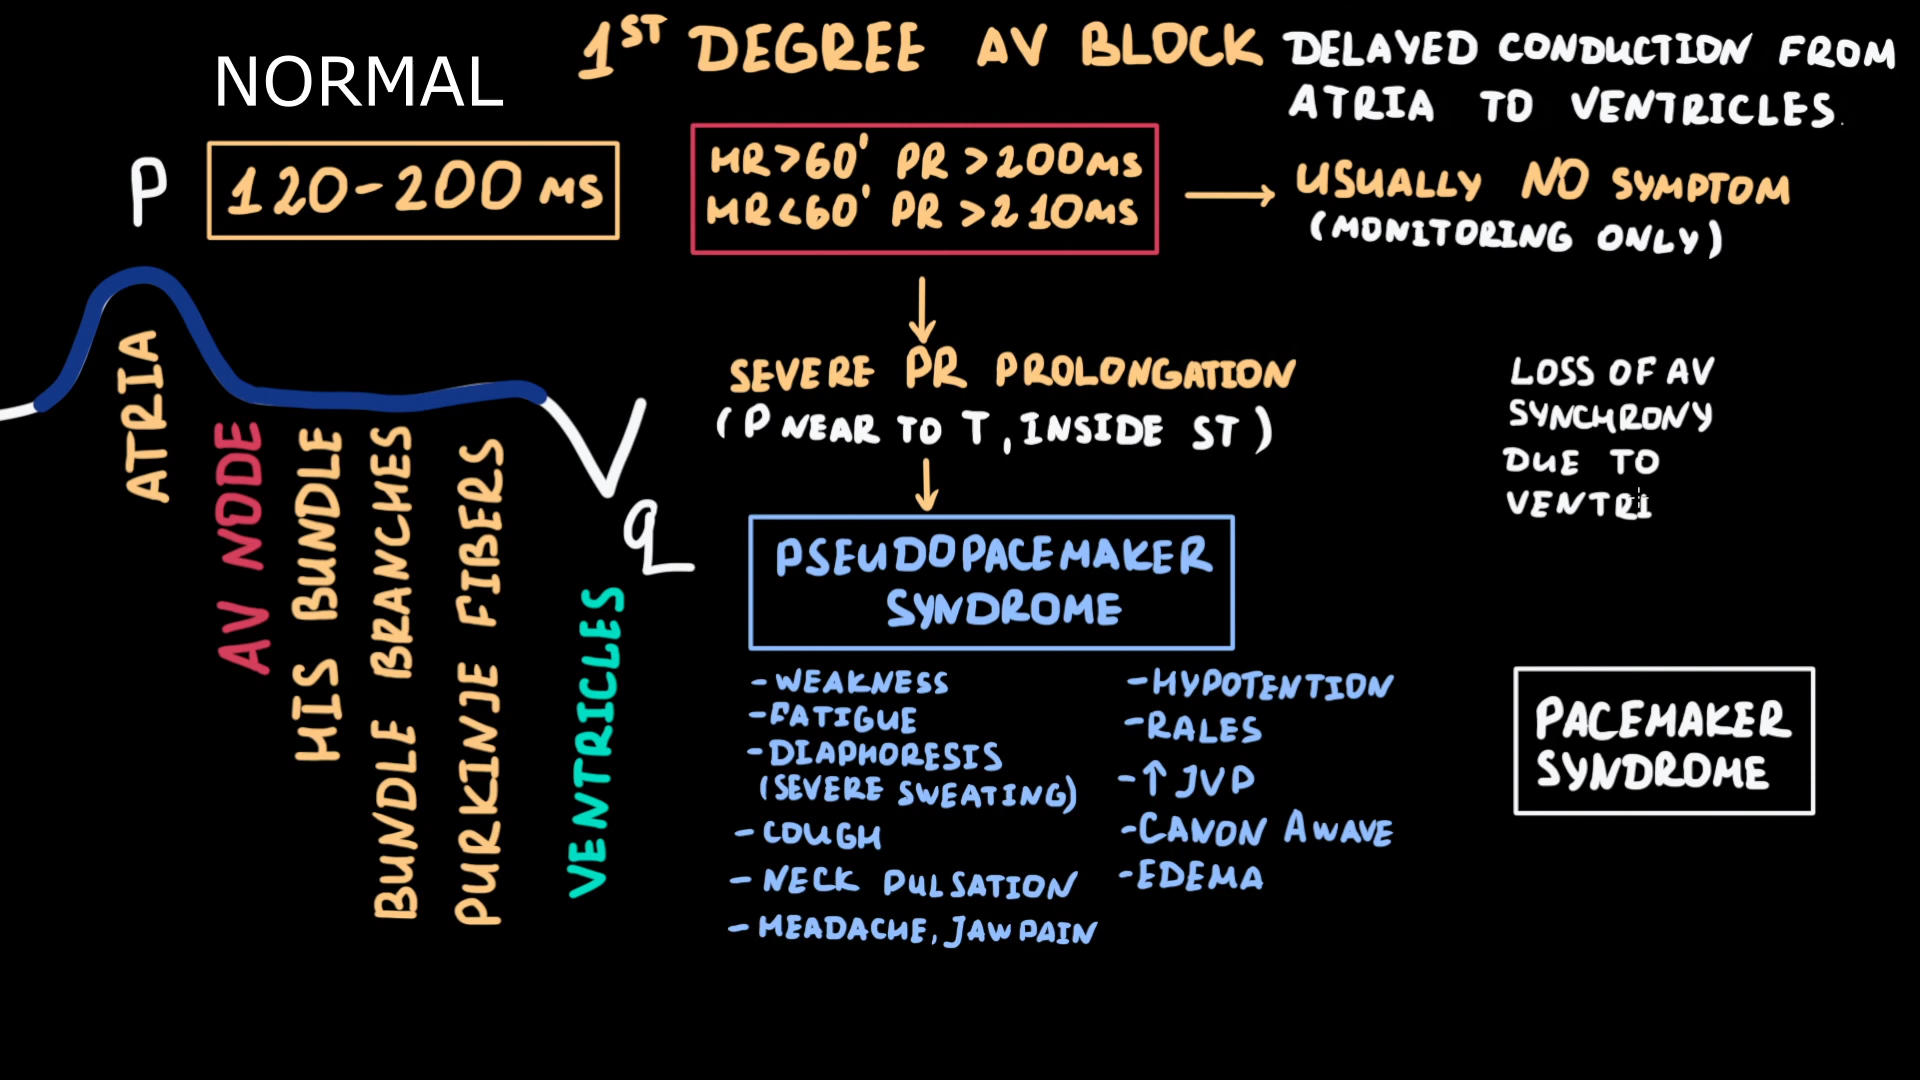 NORMAL
1ST DEGREE AV BLOCK
DELAYED CONDUCTION FROM
ATRIA TO VENTRICLES.
P
120-200 MS
HR>60' PR >200MS
HR<60' PR >210MS
USUALLY NO SYMPTOM
(MONITORING ONLY)
ATRIA
AV NODE
HIS BUNDLE
BUNDLE BRANCHES
PURKINJE FIBERS
q
VENTRICLES
SEVERE PR PROLONGATION
(P NEAR TO T, INSIDE ST)
PSEUDOPACEMAKER
SYNDROME
-WEAKNESS
-FATIGUE
-DIAPHORESIS
(SEVERE SWEATING)
-COUGH
- NECK PULSATION
- HEADACHE, JAW PAIN
-HYPOTENTION
-RALES
-↑JVP
-CANON A WAVE
-EDEMA
LOSS OF AV
SYNCHRONY
DUE TO
VENTRI
PACEMAKER
SYNDROME